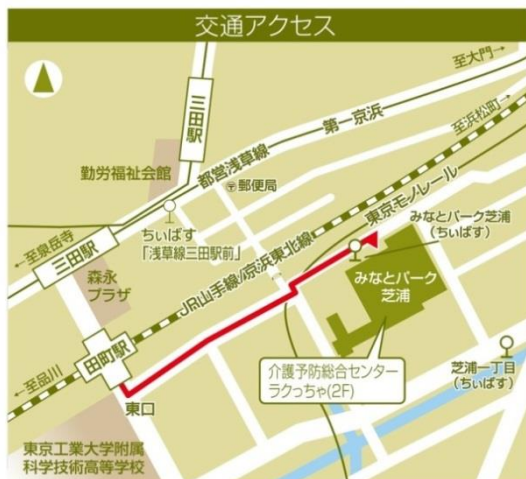 交通アクセス
至大門→
三田駅
第一京浜
至浜松町→
勤労福祉会館
都営浅草線
〒郵便局
東京モノレール
ちぃばす
「浅草線三田駅前」
みなとパーク芝浦
(ちぃばす)
←至泉岳寺
三田駅
JR山手線/京浜東北線
みなとパーク
芝浦
森永
プラザ
田町駅
←至品川
介護予防総合センター
ラクっちゃ(2F)
芝浦一丁目
(ちぃばす)
東口
東京工業大学附属
科学技術高等学校